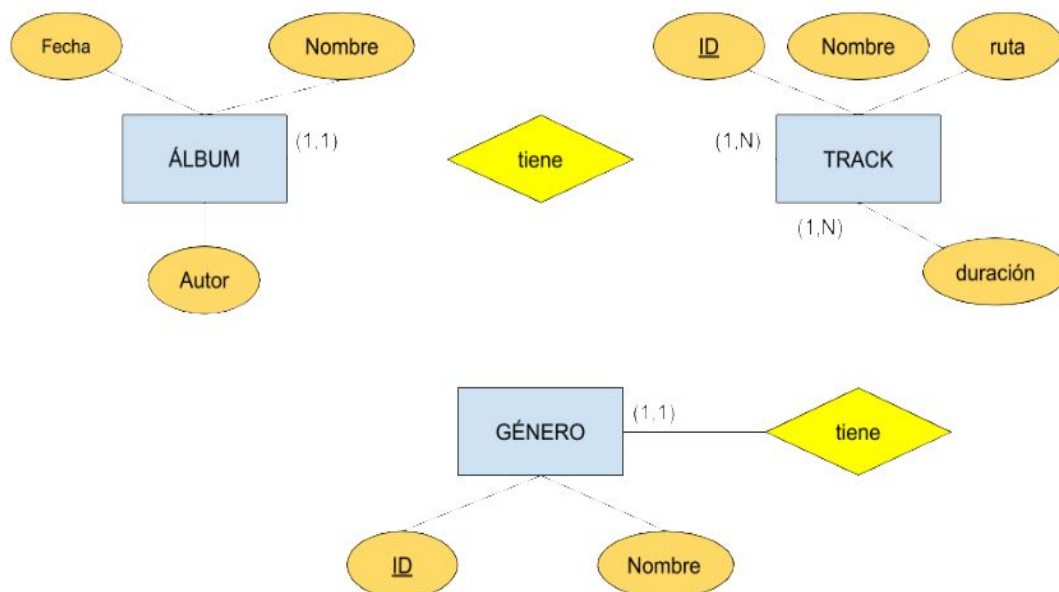 Fecha
Nombre
ID
Nombre
ruta
ÁLBUM
(1,1)
tiene
(1,N)
TRACK
(1,N)
Autor
duración
GÉNERO
(1,1)
tiene
ID
Nombre